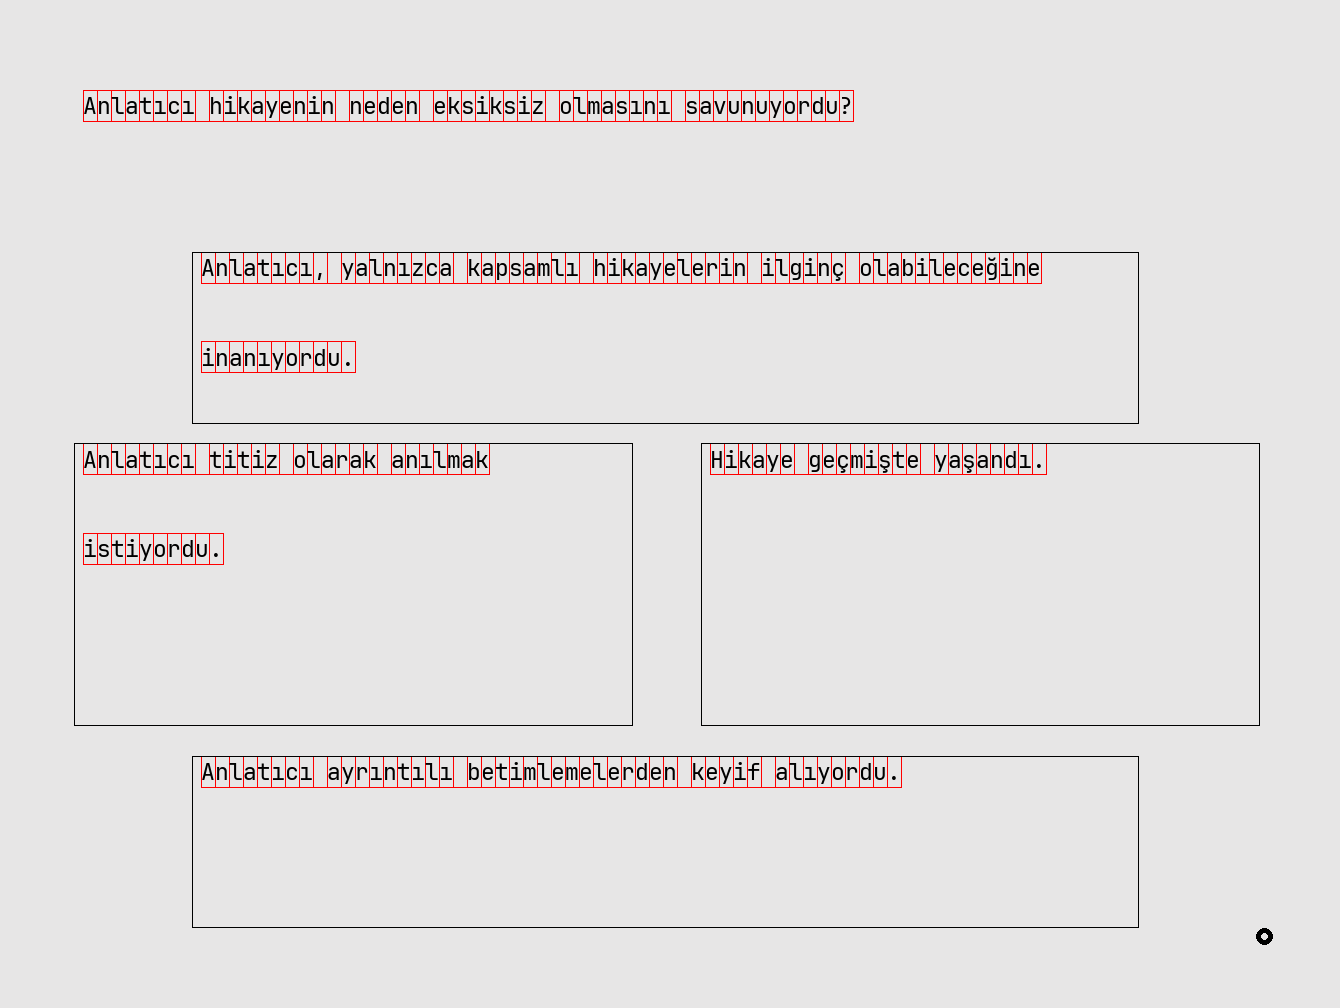 Anlatıcı hikayenin neden eksiksiz olmasını savunuyordu?
Anlatıcı, yalnızca kapsamlı hikayelerin ilginç olabileceğine
inanıyordu.
Anlatıcı titiz olarak anılmak
istiyordu.
Hikaye geçmişte yaşandı.
Anlatıcı ayrıntılı betimlemelerden keyif alıyordu.